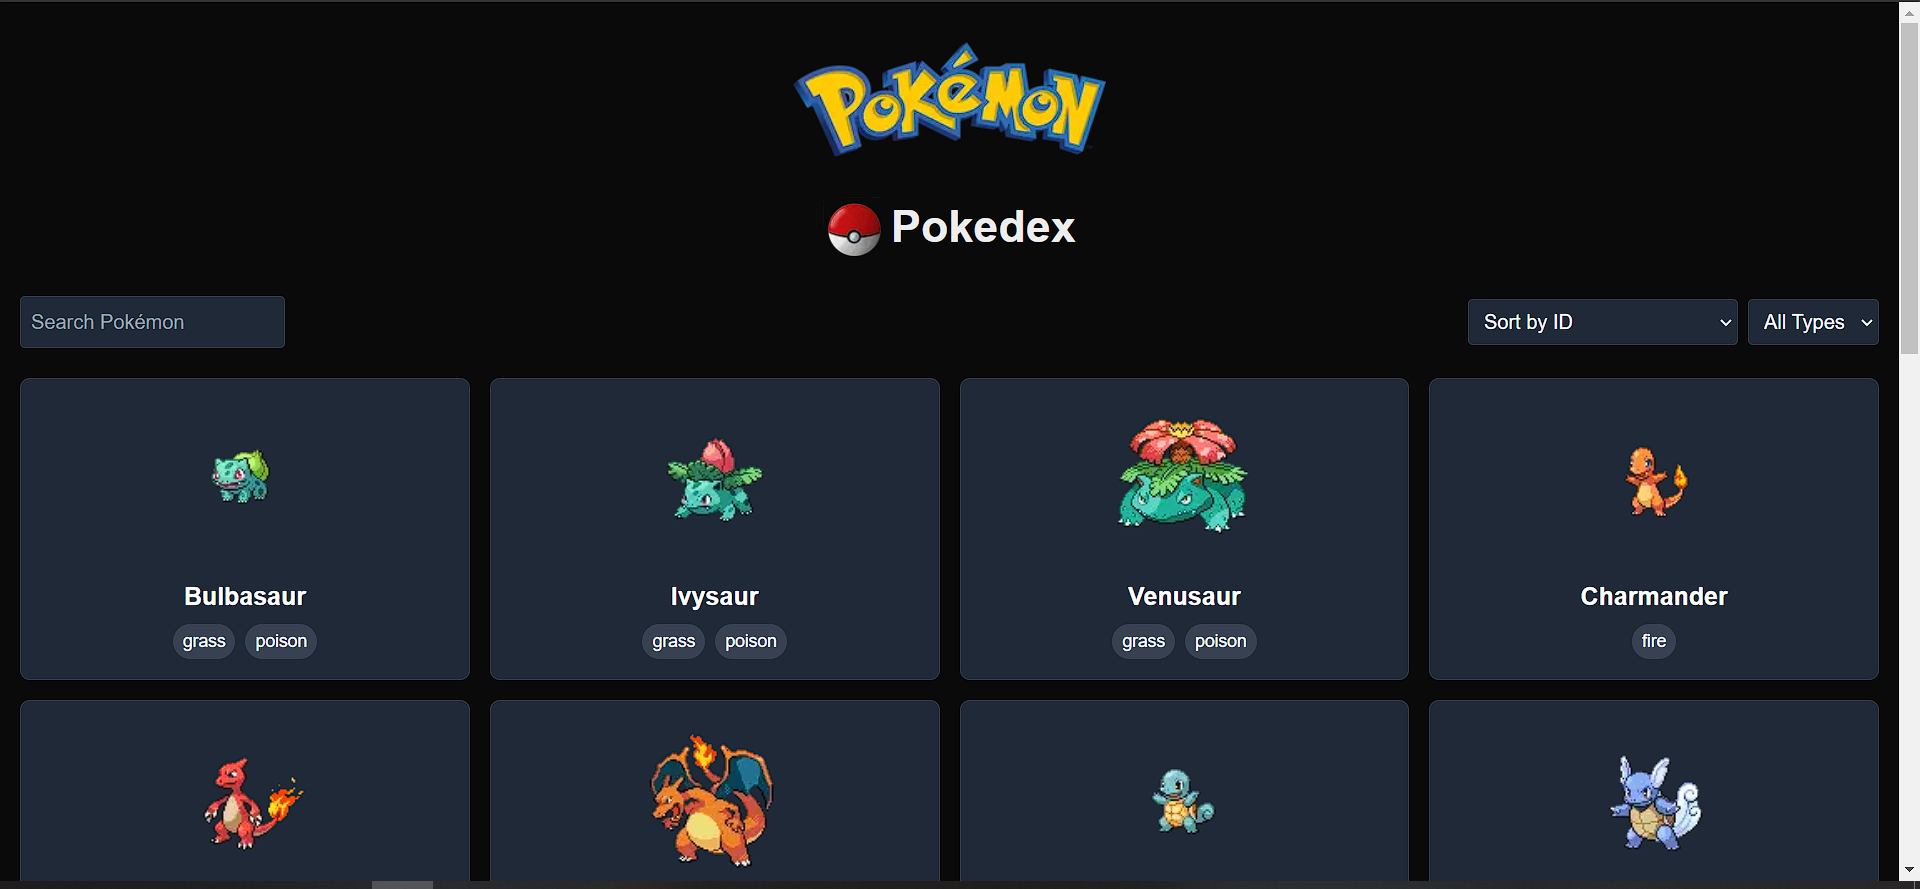 POKéMON
Pokedex
Search Pokémon
Sort by ID
All Types
Bulbasaur
grass poison
Ivysaur
grass poison
Venusaur
grass poison
Charmander
fire